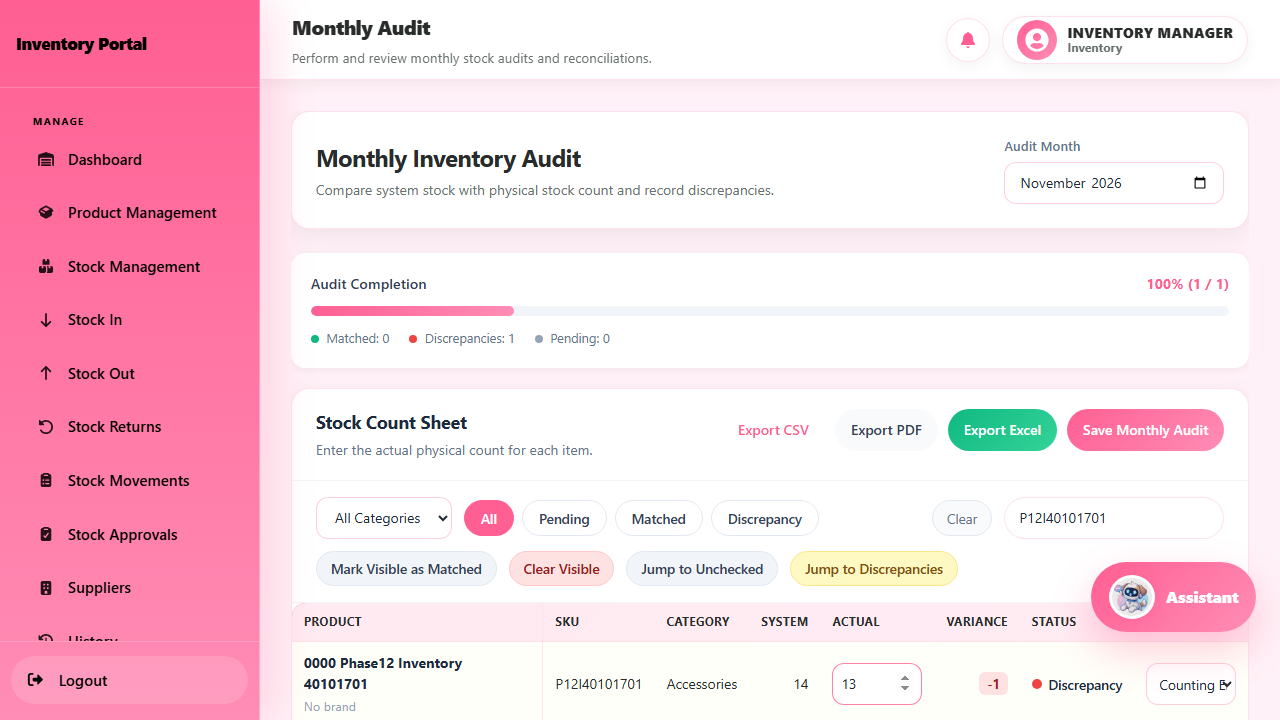 Inventory Portal
MANAGE
Dashboard
Product Management
Stock Management
Stock In
Stock Out
Stock Returns
Stock Movements
Stock Approvals
Suppliers
History
Logout
Monthly Audit
Perform and review monthly stock audits and reconciliations.
INVENTORY MANAGER
Inventory
Monthly Inventory Audit
Compare system stock with physical stock count and record discrepancies.
Audit Month
November 2026
Audit Completion
100% (1 / 1)
Matched: 0 Discrepancies: 1 Pending: 0
Stock Count Sheet
Enter the actual physical count for each item.
Export CSV Export PDF Export Excel Save Monthly Audit
All Categories All Pending Matched Discrepancy Clear P12I40101701
Mark Visible as Matched Clear Visible Jump to Unchecked Jump to Discrepancies
Assistant
PRODUCT SKU CATEGORY SYSTEM ACTUAL VARIANCE STATUS
0000 Phase12 Inventory
40101701
No brand
P12I40101701 Accessories 14 13 -1 Discrepancy Counting